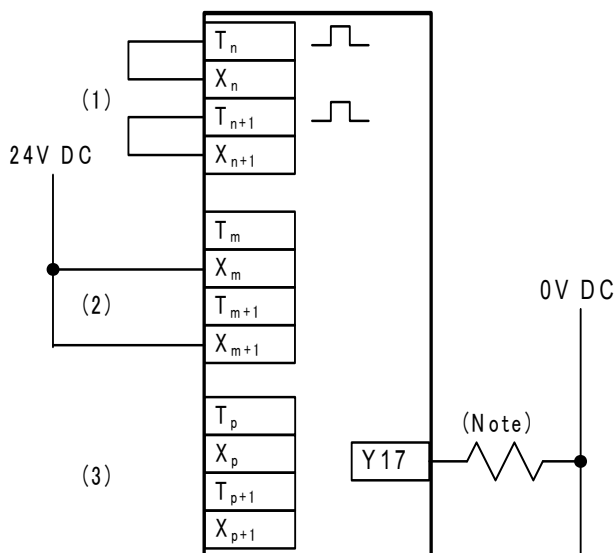 Tn
Xn
(1)
Tn+1
Xn+1
24V DC
Tm
Xm
(2)
Tm+1
Xm+1
0V DC
Tp
Xp
(3)
Tp+1
Xp+1
(Note)
Y17